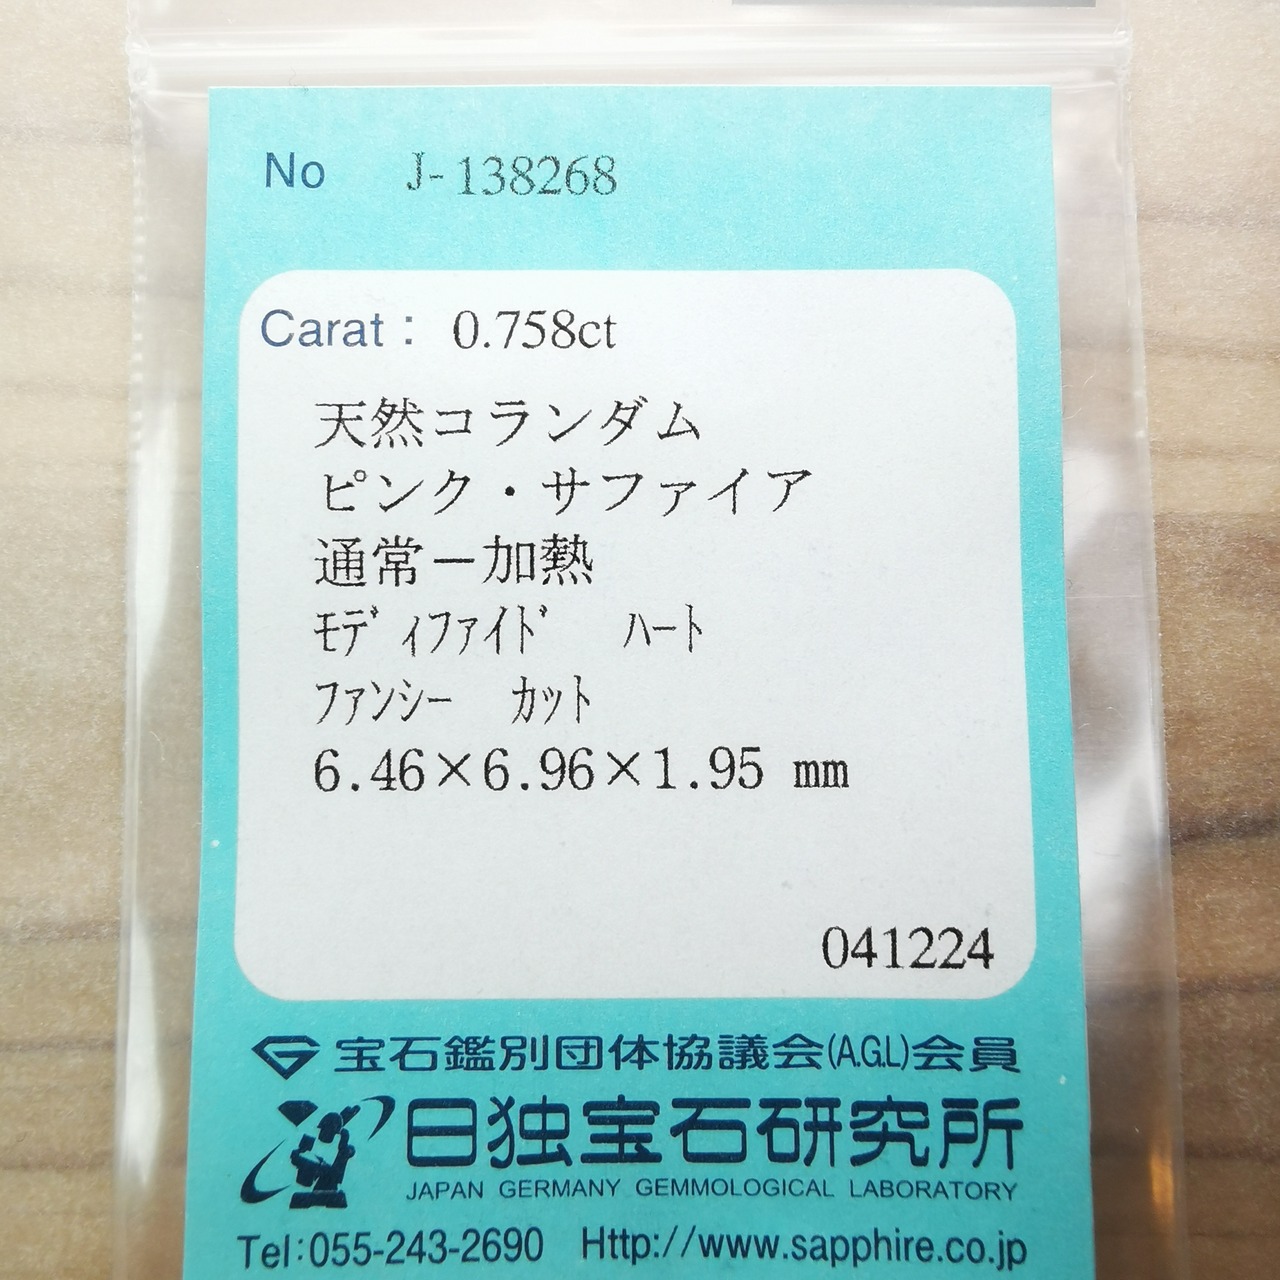 No J-138268
Carat: 0.758ct
天然コランダム
ピンク・サファイア
通常－加熱
ﾓﾃﾞｨﾌｧｲﾄﾞ ﾊｰﾄ
ﾌｧﾝｼｰ ｶｯﾄ
6.46×6.96×1.95 mm
041224
宝石鑑別団体協議会(A.G.L)会員
日独宝石研究所
JAPAN GERMANY GEMMOLOGICAL LABORATORY
Tel:055-243-2690 Http://www.sapphire.co.jp